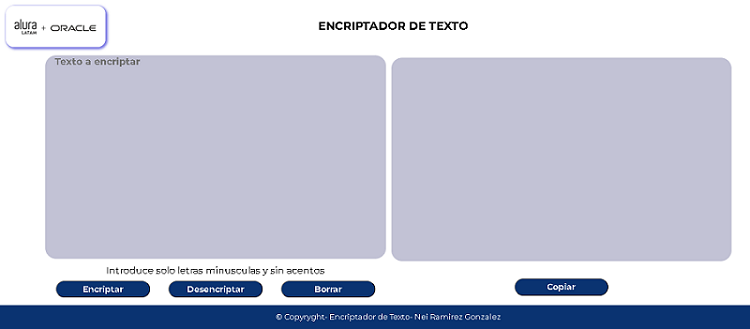 alura LATAM + ORACLE
ENCRIPTADOR DE TEXTO
Texto a encriptar
Introduce solo letras minusculas y sin acentos
Encriptar Desencriptar Borrar
Copiar
© Copyryght- Encriptador de Texto- Nei Ramirez Gonzalez